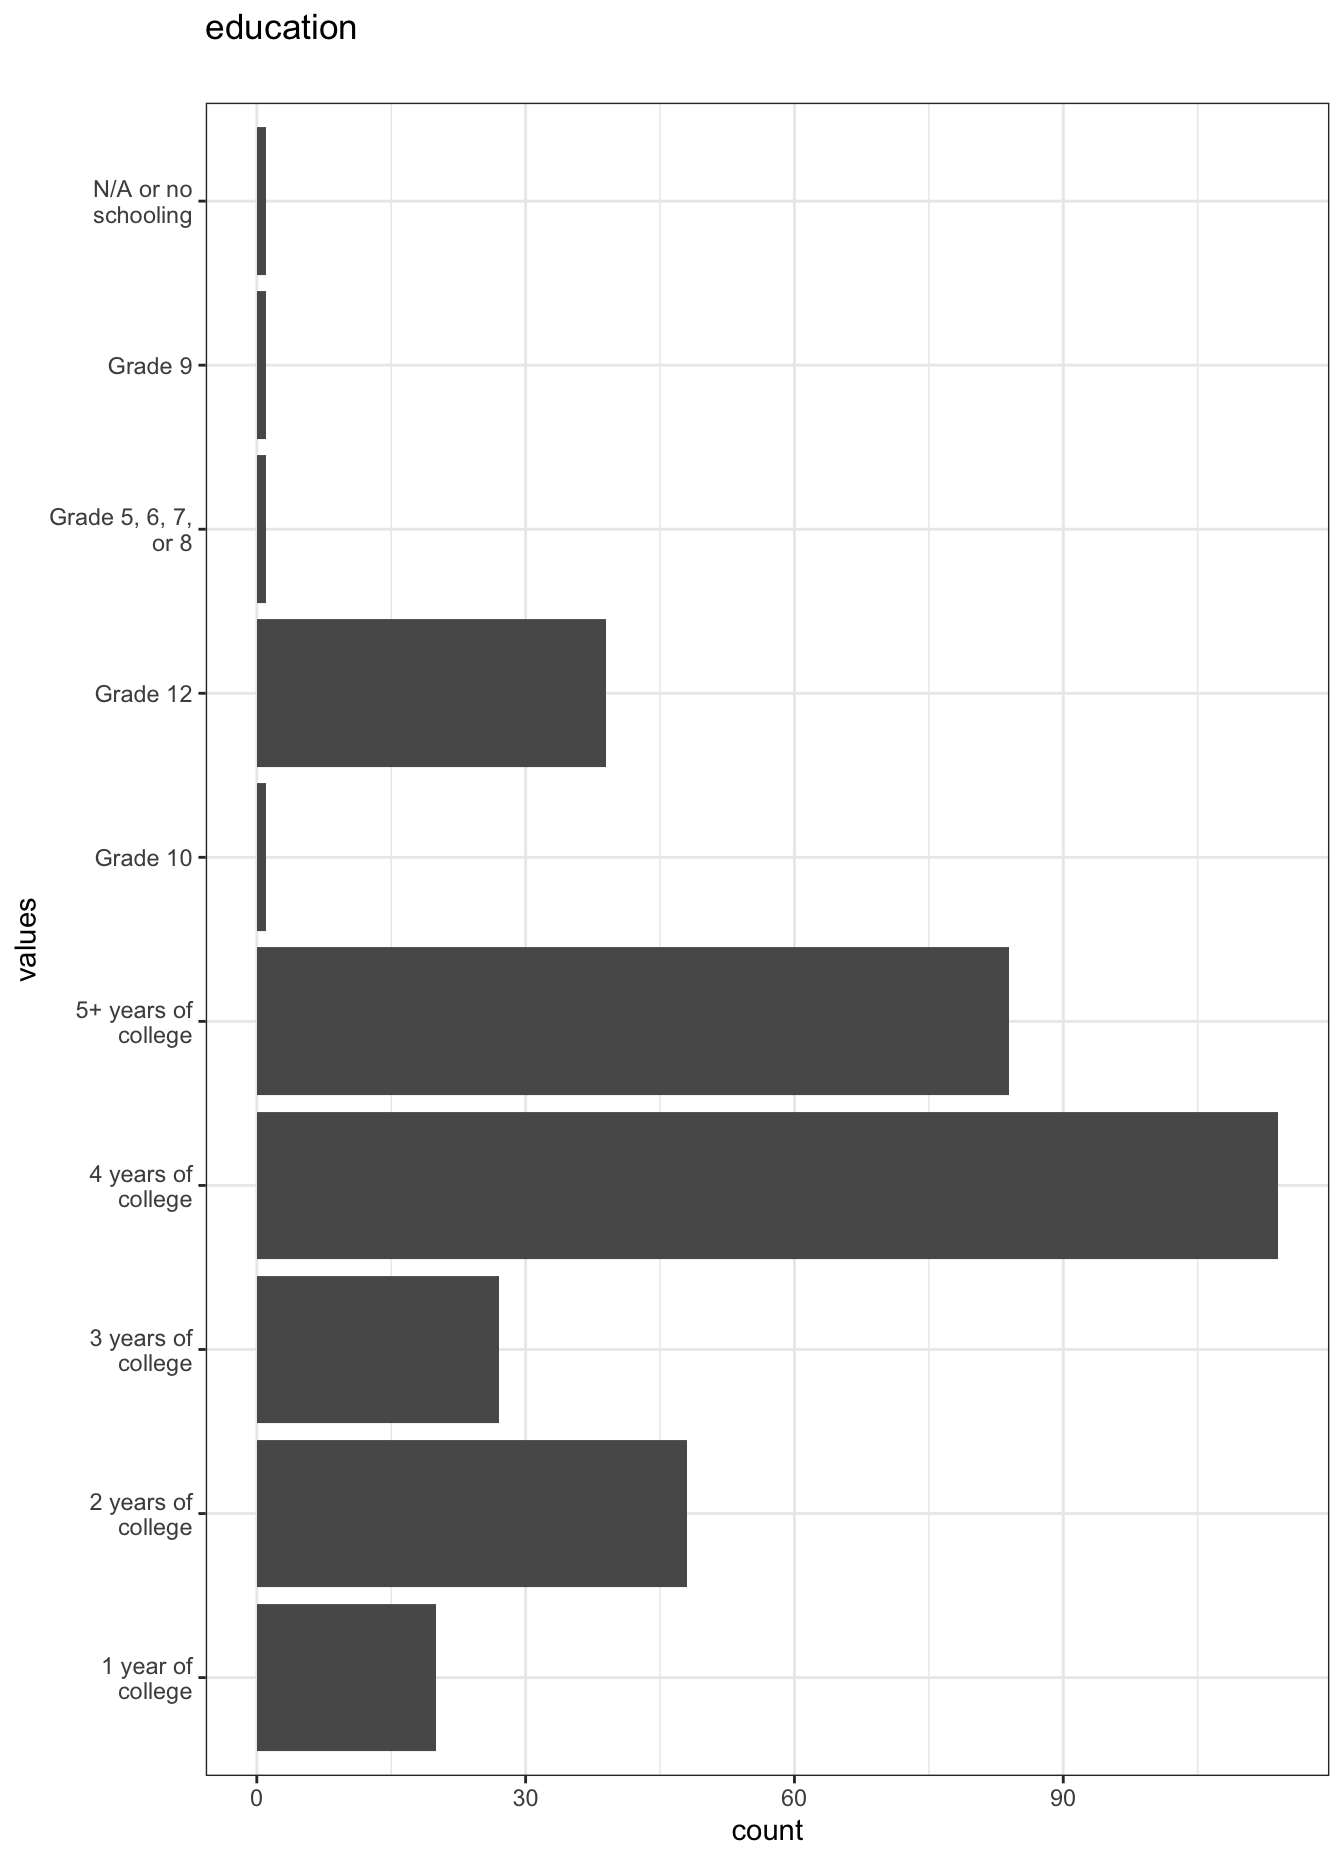 education
N/A or no
schooling
Grade 9
Grade 5, 6, 7,
or 8
Grade 12
Grade 10
5+ years of
college
4 years of
college
3 years of
college
2 years of
college
1 year of
college
values
0 30 60 90
count